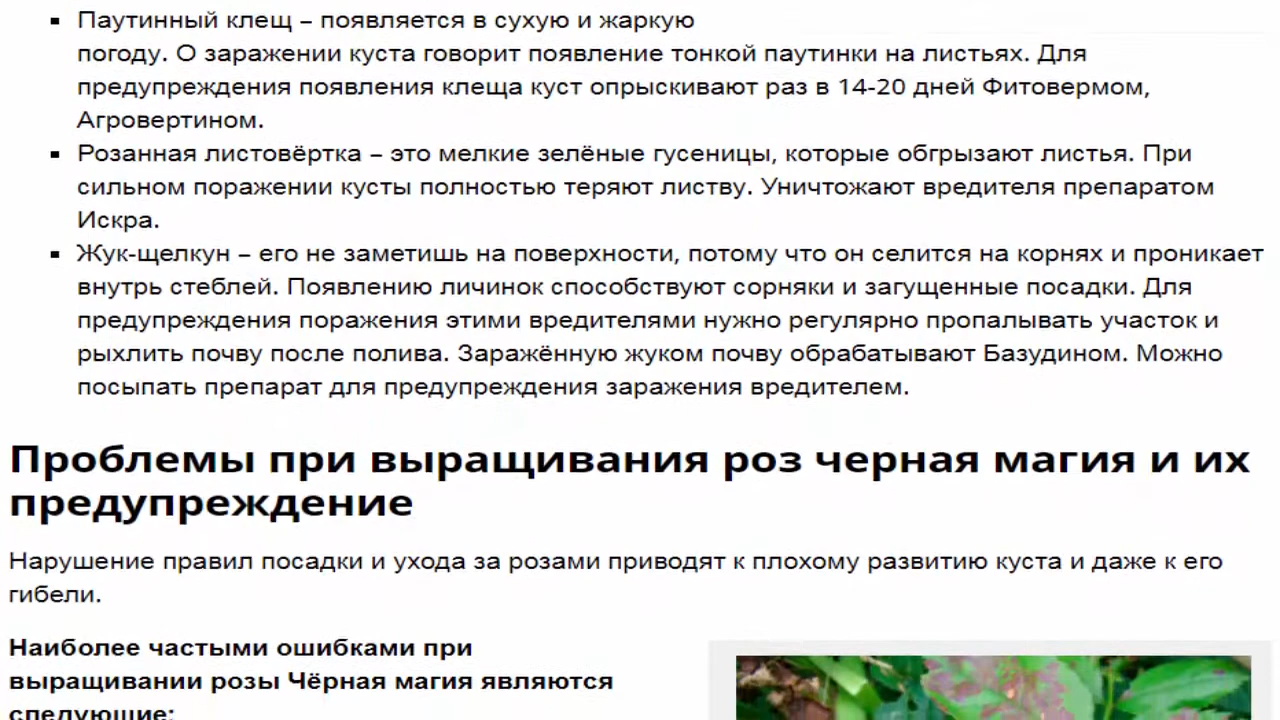 ▪ Паутинный клещ – появляется в сухую и жаркую
погоду. О заражении куста говорит появление тонкой паутинки на листьях. Для
предупреждения появления клеща куст опрыскивают раз в 14-20 дней Фитовермом,
Агровертином.
▪ Розанная листовёртка – это мелкие зелёные гусеницы, которые обгрызают листья. При
сильном поражении кусты полностью теряют листву. Уничтожают вредителя препаратом
Искра.
▪ Жук-щелкун – его не заметишь на поверхности, потому что он селится на корнях и проникает
внутрь стеблей. Появлению личинок способствуют сорняки и загущенные посадки. Для
предупреждения поражения этими вредителями нужно регулярно пропалывать участок и
рыхлить почву после полива. Заражённую жуком почву обрабатывают Базудином. Можно
посыпать препарат для предупреждения заражения вредителем.
Проблемы при выращивания роз черная магия и их
предупреждение
Нарушение правил посадки и ухода за розами приводят к плохому развитию куста и даже к его
гибели.
Наиболее частыми ошибками при
выращивании розы Чёрная магия являются
следующие: